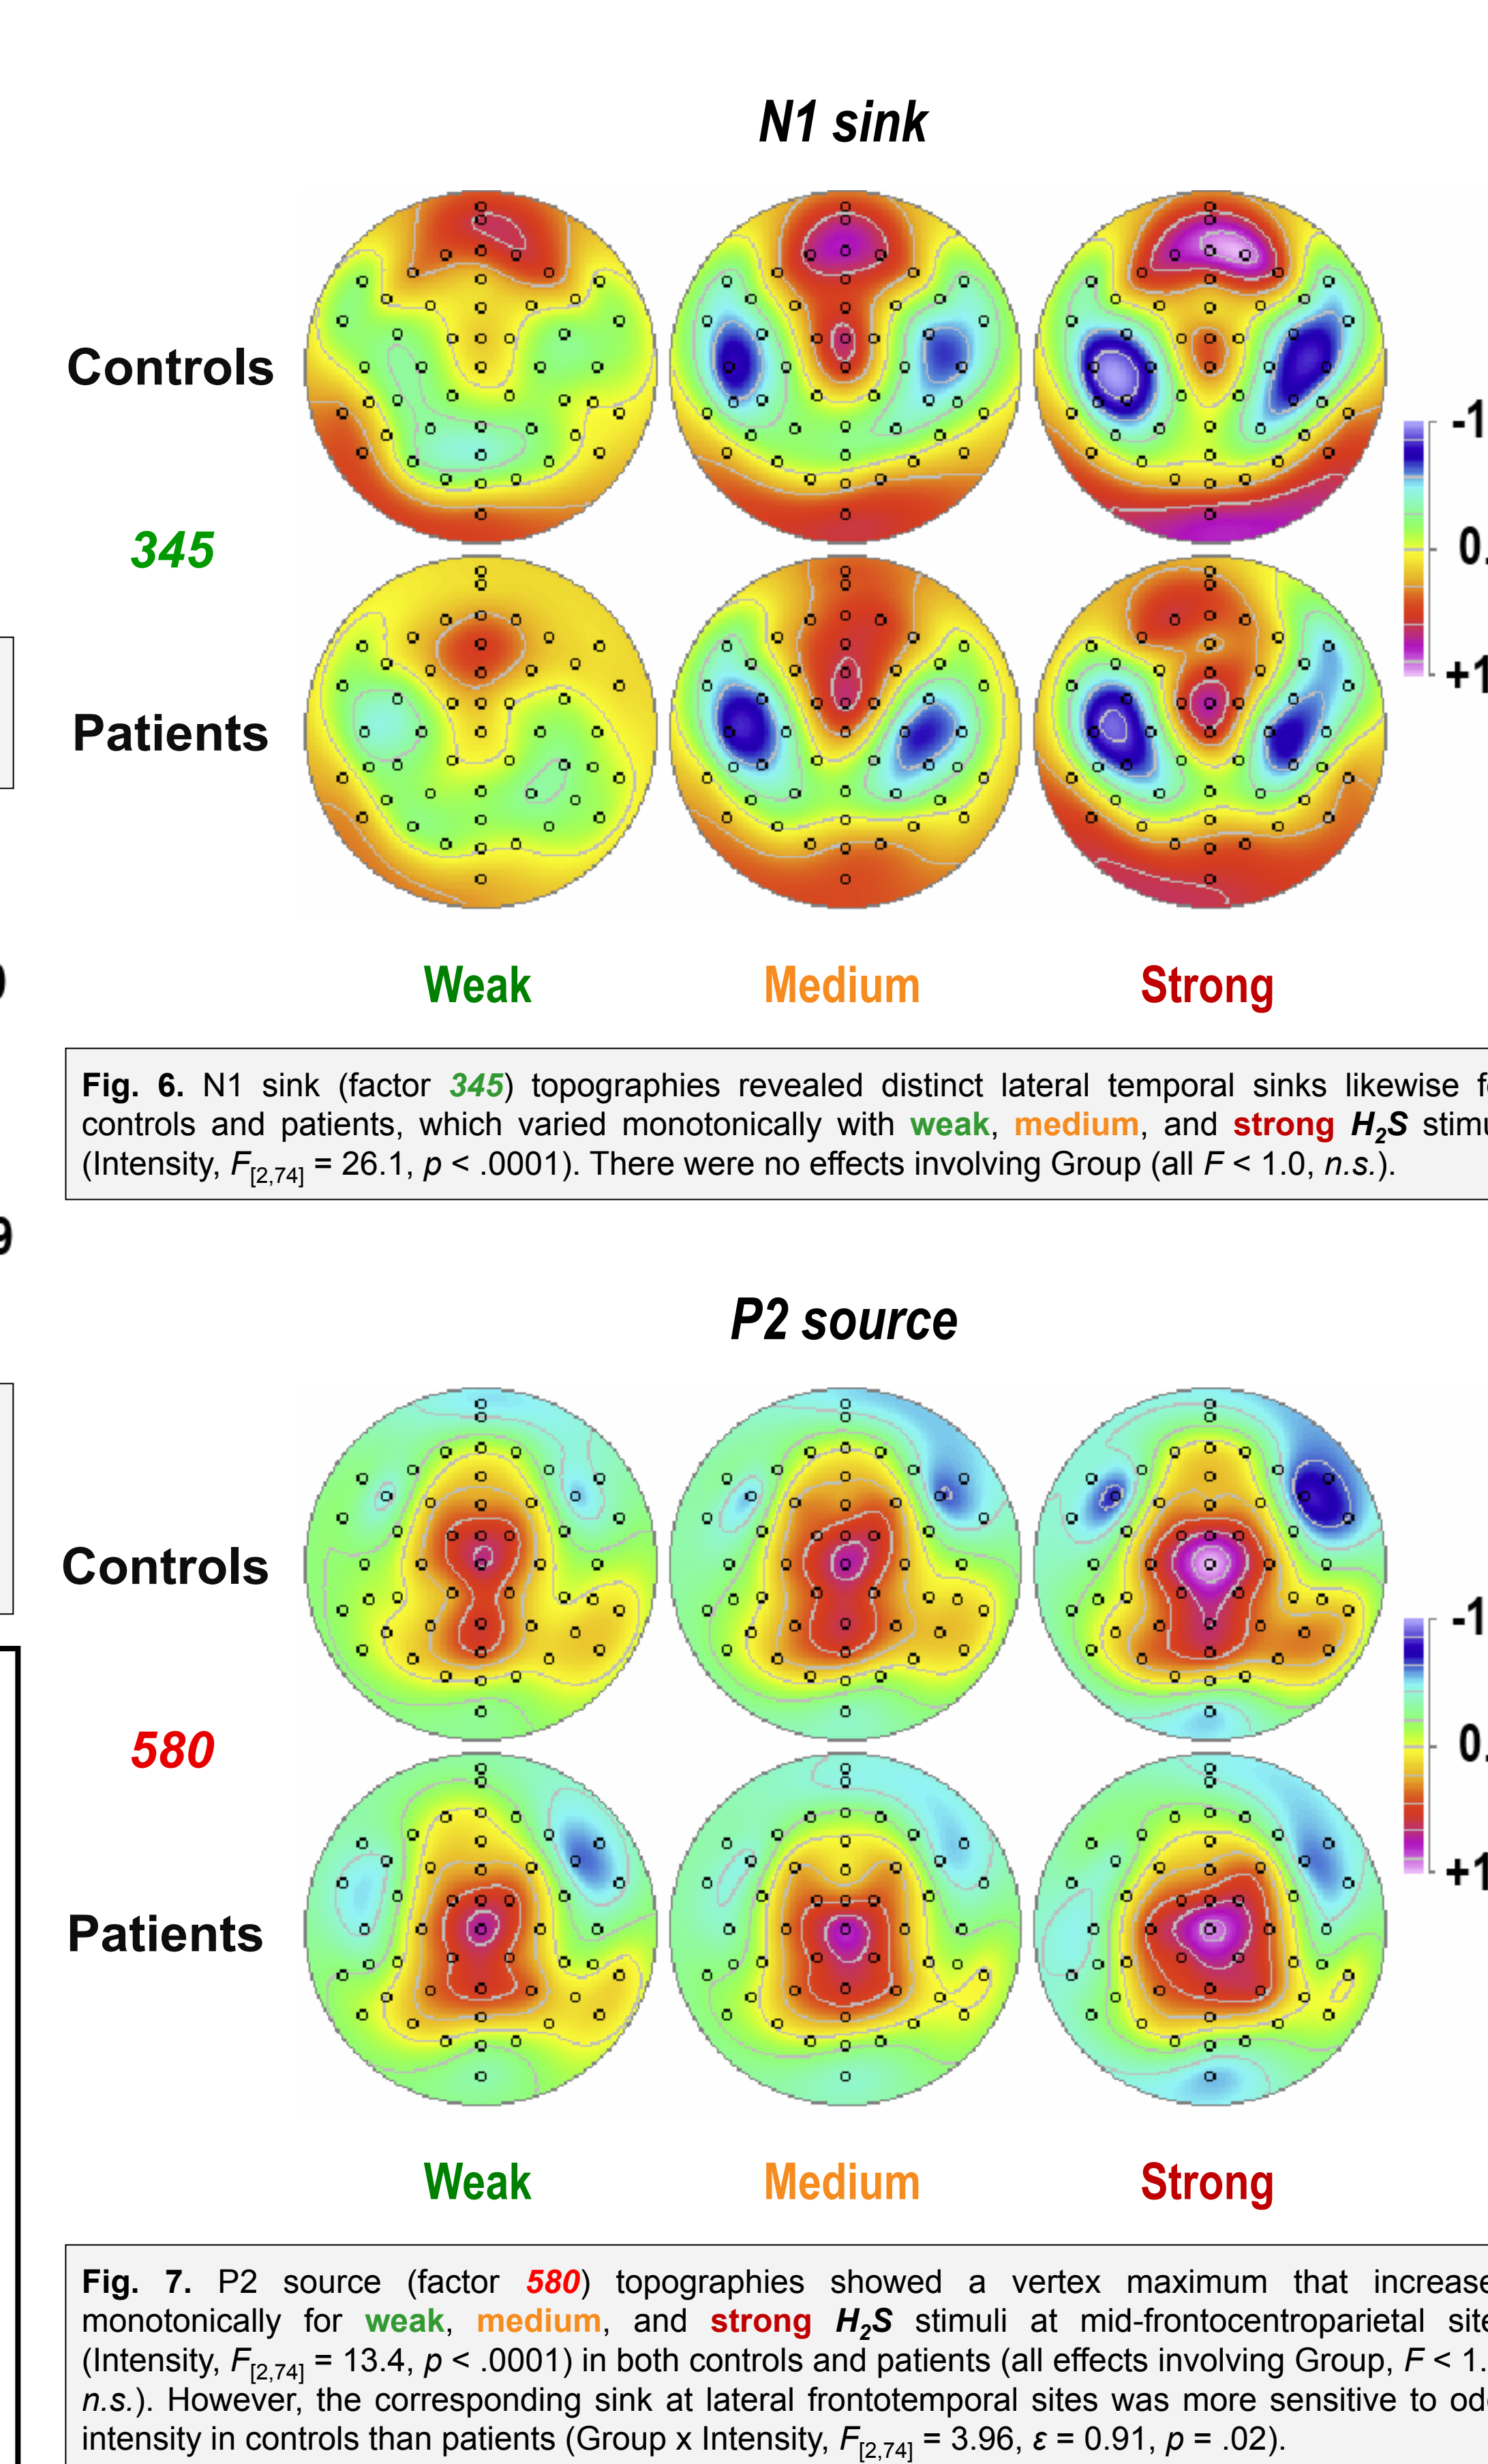 N1 sink
Controls
345
Patients
-1
0.
+1
Weak Medium Strong
Fig. 6. N1 sink (factor 345) topographies revealed distinct lateral temporal sinks likewise
controls and patients, which varied monotonically with weak, medium, and strong H2S
(Intensity, F[2,74] = 26.1, p < .0001). There were no effects involving Group (all F < 1.0, n.s.).
9
P2 source
Controls
580
Patients
-1
0.
+1
Weak Medium Strong
Fig. 7. P2 source (factor 580) topographies showed a vertex maximum that
monotonically for weak, medium, and strong H2S stimuli at mid-frontocentroparietal
(Intensity, F[2,74] = 13.4, p < .0001) in both controls and patients (all effects involving Group, F < 1.
n.s.). However, the corresponding sink at lateral frontotemporal sites was more sensitive to
intensity in controls than patients (Group x Intensity, F[2,74] = 3.96, ε = 0.91, p = .02).